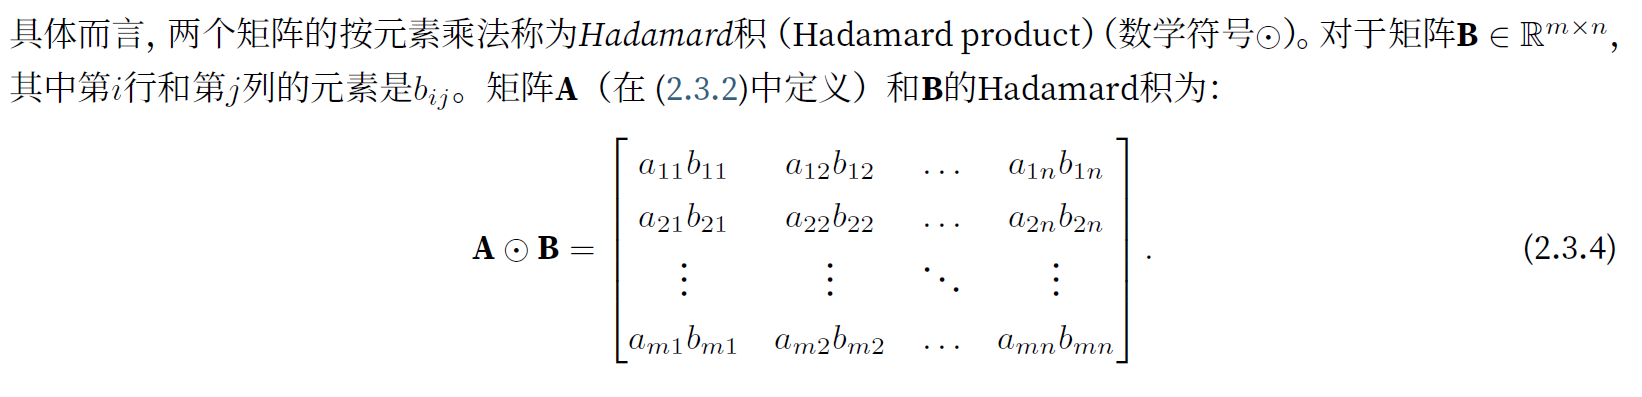 具体而言，两个矩阵的按元素乘法称为Hadamard积（Hadamard product）（数学符号⊙）。对于矩阵𝐁 ∈ ℝᵐˣⁿ，
其中第i行和第j列的元素是b_{ij}。矩阵𝐀（在 (2.3.2)中定义）和𝐁的Hadamard积为：
a_{11}b_{11} a_{12}b_{12} … a_{1n}b_{1n}
a_{21}b_{21} a_{22}b_{22} … a_{2n}b_{2n}
𝐀 ⊙ 𝐁 = . (2.3.4)
⋮ ⋮ ⋱ ⋮
a_{m1}b_{m1} a_{m2}b_{m2} … a_{mn}b_{mn}